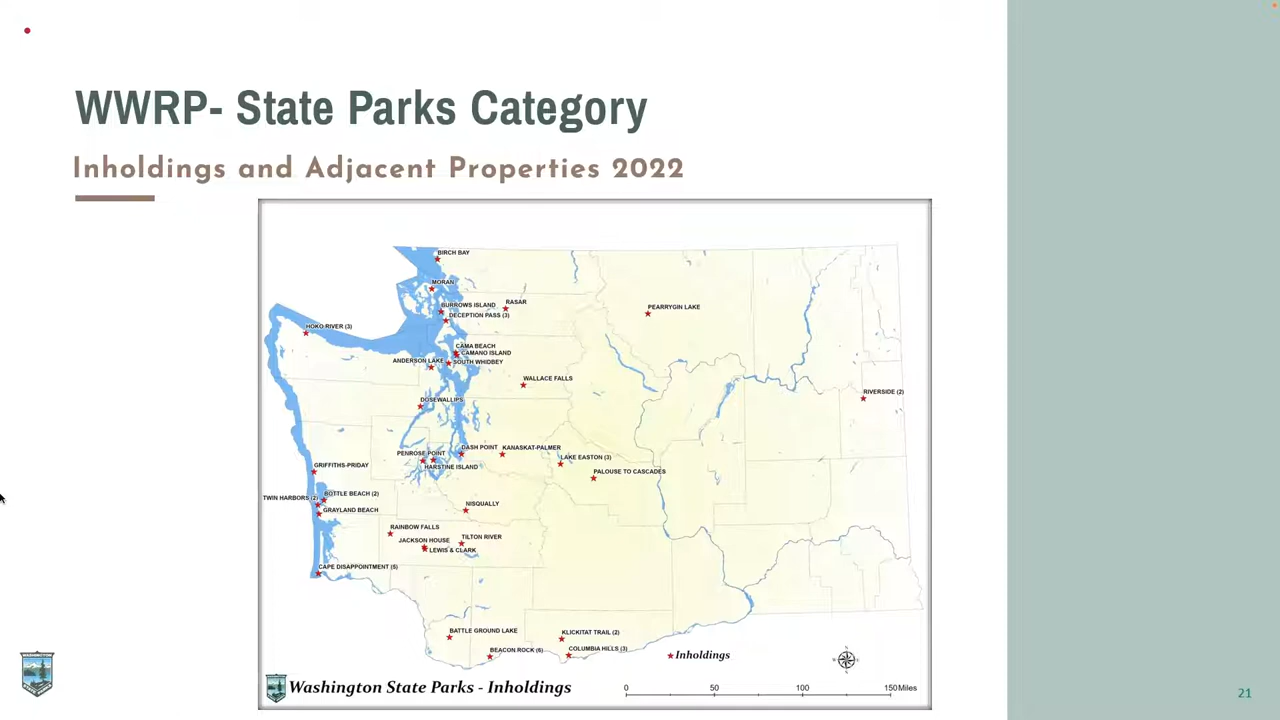 WWRP- State Parks Category
Inholdings and Adjacent Properties 2022
BIRCH BAY
MORAN
BURROWS ISLAND
RASAR
DECEPTION PASS (3)
PEARRYGIN LAKE
HOKO RIVER (3)
CAMA BEACH
CAMANO ISLAND
ANDERSON LAKE
SOUTH WHIDBEY
WALLACE FALLS
RIVERSIDE (2)
DOSEWALLIPS
DASH POINT
KANASKAT-PALMER
PENROSE POINT
LAKE EASTON (3)
HARSTINE ISLAND
GRIFFITHS-PRIDAY
PALOUSE TO CASCADES
TWIN HARBORS (2)
BOTTLE BEACH (2)
GRAYLAND BEACH
NISQUALLY
RAINBOW FALLS
JACKSON HOUSE
TILTON RIVER
LEWIS & CLARK
CAPE DISAPPOINTMENT (5)
BATTLE GROUND LAKE
KLICKITAT TRAIL (2)
BEACON ROCK (6)
COLUMBIA HILLS (3)
Inholdings
Washington State Parks - Inholdings
0 50 100 150 Miles
21